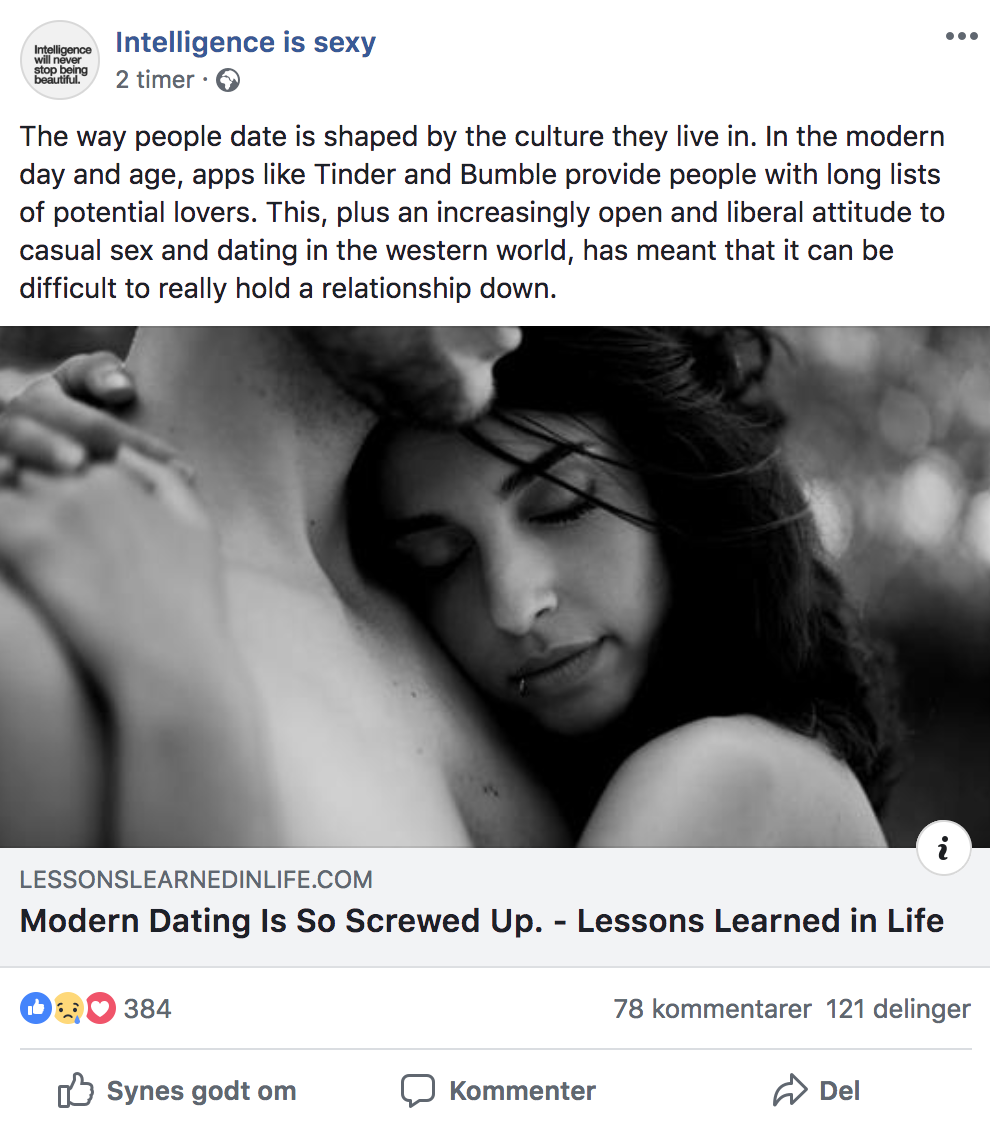 Intelligence
will never
stop being
beautiful.
Intelligence is sexy
2 timer ·
The way people date is shaped by the culture they live in. In the modern
day and age, apps like Tinder and Bumble provide people with long lists
of potential lovers. This, plus an increasingly open and liberal attitude to
casual sex and dating in the western world, has meant that it can be
difficult to really hold a relationship down.
i
LESSONSLEARNEDINLIFE.COM
Modern Dating Is So Screwed Up. - Lessons Learned in Life
384
78 kommentarer 121 delinger
Synes godt om Kommenter Del